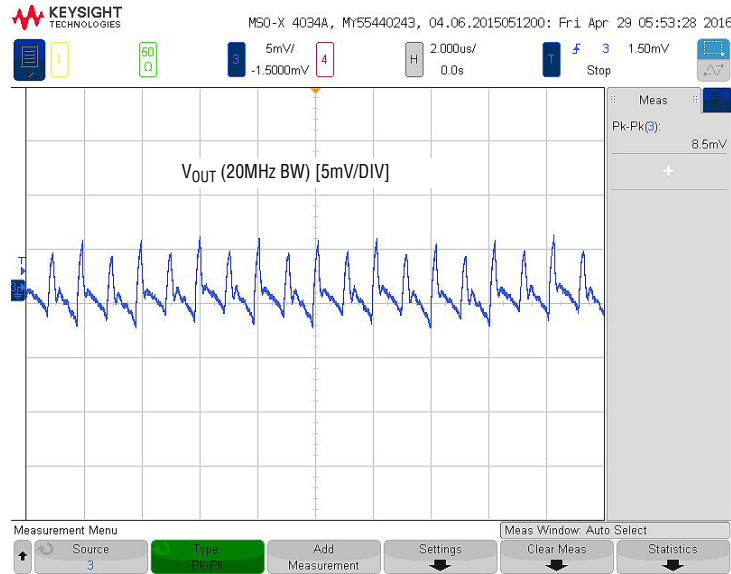 KEYSIGHT
TECHNOLOGIES
MSO-X 4034A, MY55440243, 04.06.2015051200: Fri Apr 29 05:53:28 2016
1
50
Ω
3
5mV/
-1.5000mV
4
H
2.000us/
0.0s
T
3
1.50mV
Stop
Meas
Pk-Pk(3):
8.5mV
VOUT (20MHz BW) [5mV/DIV]
T
Measurement Menu
Meas Window: Auto Select
Source
3
Type:
Pk-Pk
Add
Measurement
Settings
Clear Meas
Statistics